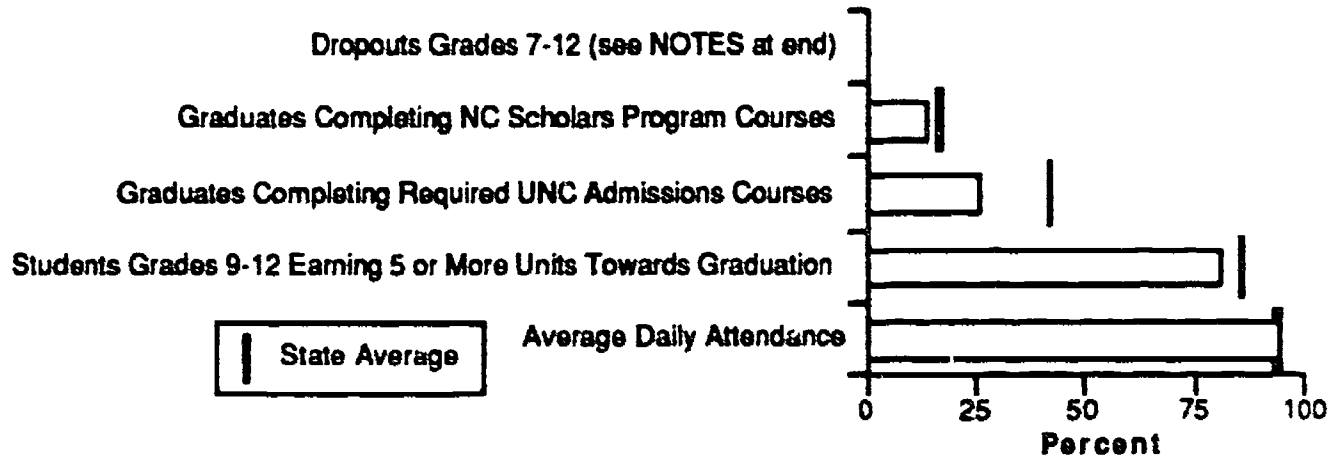 Dropouts Grades 7-12 (see NOTES at end)
Graduates Completing NC Scholars Program Courses
Graduates Completing Required UNC Admissions Courses
Students Grades 9-12 Earning 5 or More Units Towards Graduation
Average Daily Attendance
State Average
0 25 50 75 100
Percent